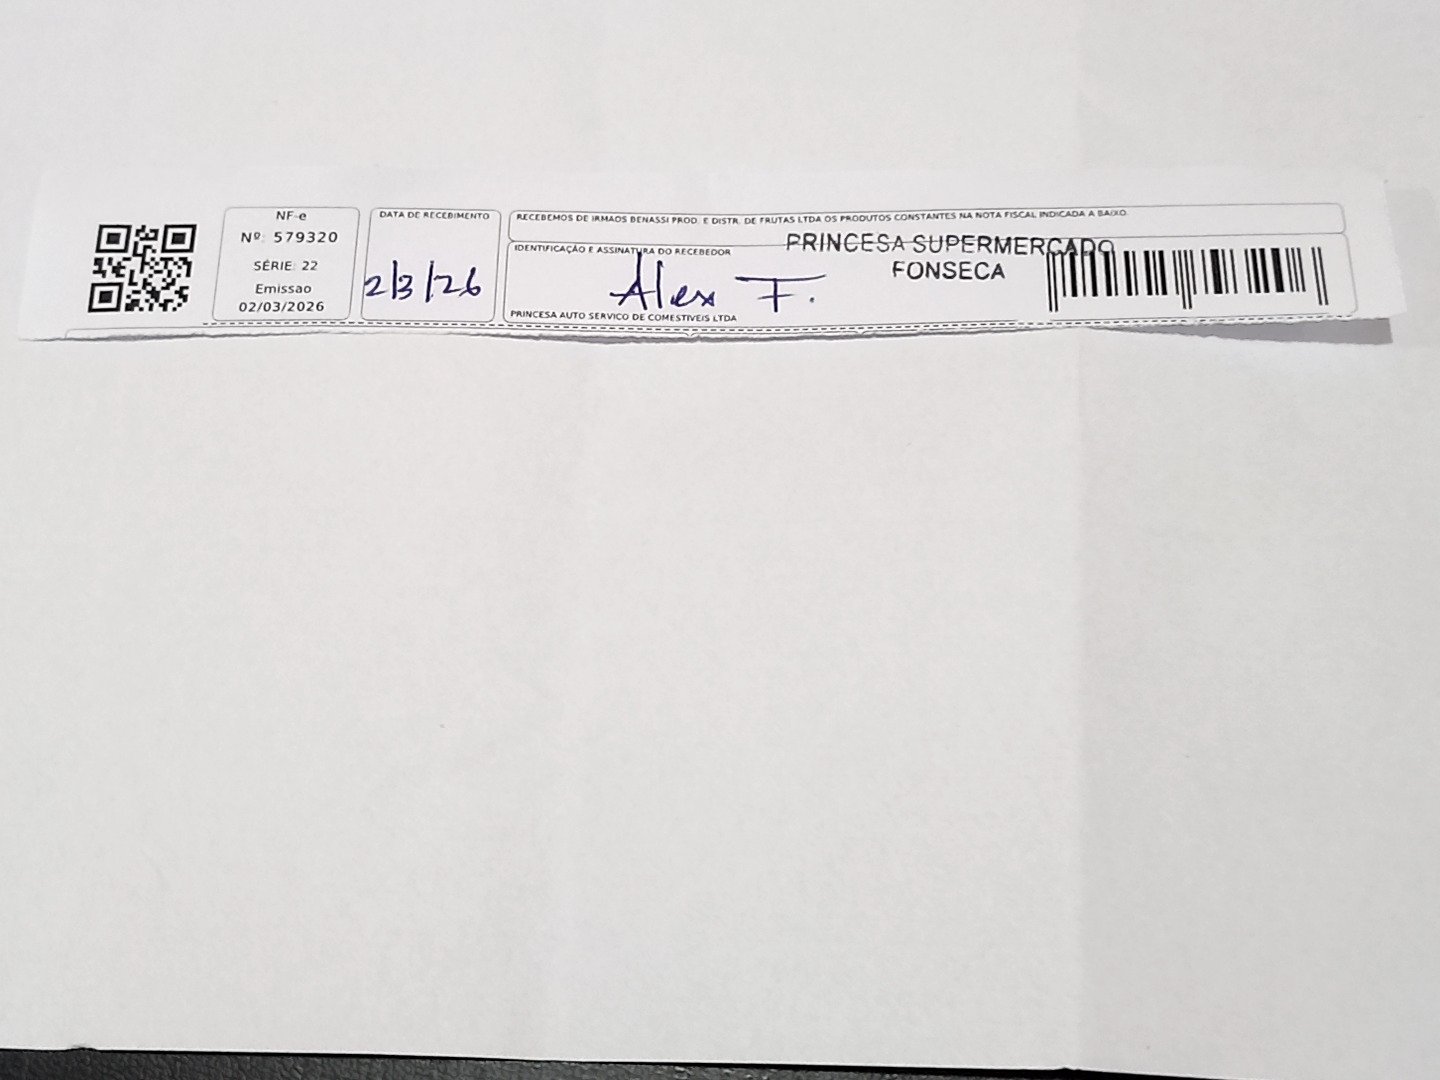 NF-e
Nº: 579320
SÉRIE: 22
Emissao
02/03/2026
DATA DE RECEBIMENTO
2/3/26
RECEBEMOS DE IRMAOS BENASSI PROD. E DISTR. DE FRUTAS LTDA OS PRODUTOS CONSTANTES NA NOTA FISCAL INDICADA A BAIXO.
IDENTIFICAÇÃO E ASSINATURA DO RECEBEDOR
PRINCESA SUPERMERCADO
FONSECA
Alex F.
PRINCESA AUTO SERVICO DE COMESTIVEIS LTDA